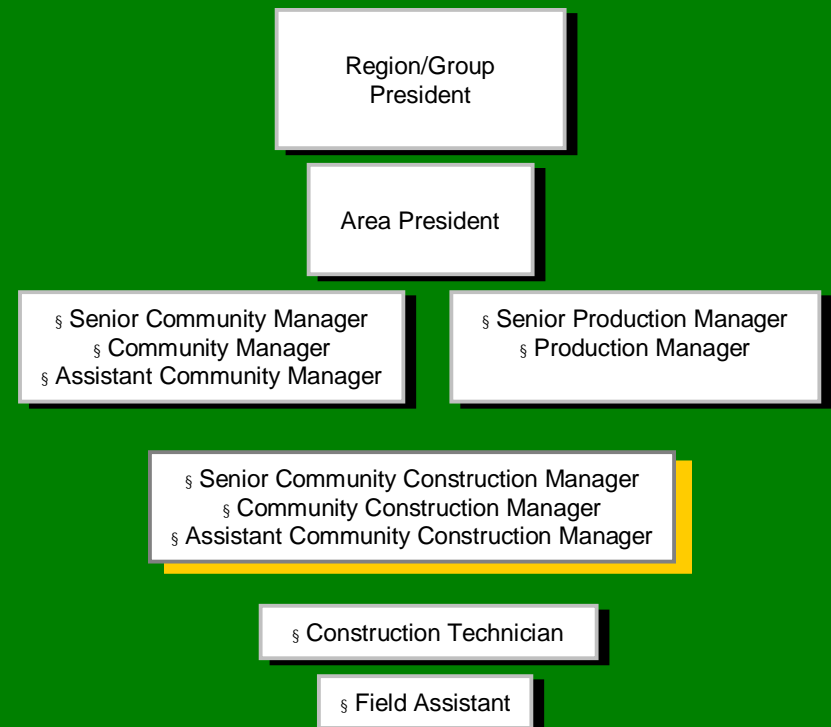 Region/Group
President
Area President
§ Senior Community Manager
§ Community Manager
§ Assistant Community Manager
§ Senior Production Manager
§ Production Manager
§ Senior Community Construction Manager
§ Community Construction Manager
§ Assistant Community Construction Manager
§ Construction Technician
§ Field Assistant